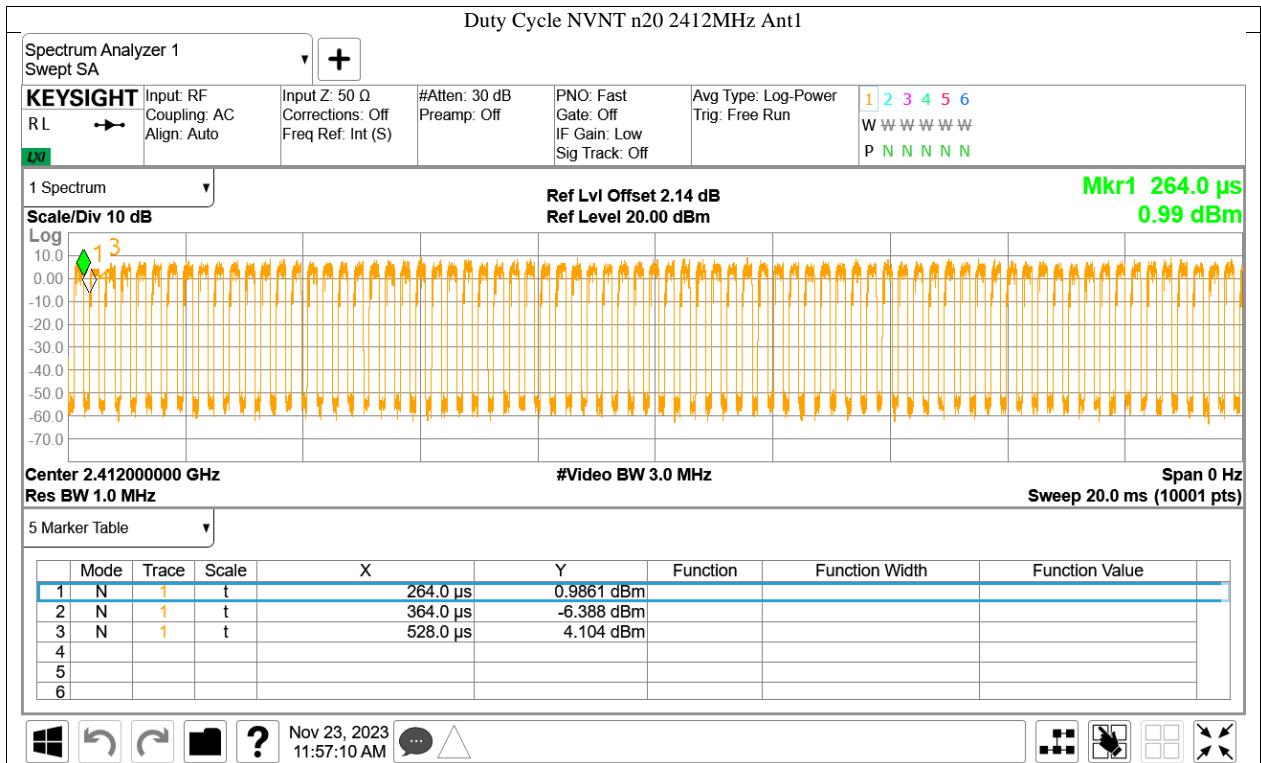 Duty Cycle NVNT n20 2412MHz Ant1
Spectrum Analyzer 1
Swept SA
+
KEYSIGHT
R L
LXI
Input: RF
Coupling: AC
Align: Auto
Input Z: 50 Ω
Corrections: Off
Freq Ref: Int (S)
#Atten: 30 dB
Preamp: Off
PNO: Fast
Gate: Off
IF Gain: Low
Sig Track: Off
Avg Type: Log-Power
Trig: Free Run
1 2 3 4 5 6
W W W W W W
P N N N N N
1 Spectrum
Ref Lvl Offset 2.14 dB
Mkr1 264.0 µs
Scale/Div 10 dB
Ref Level 20.00 dBm
0.99 dBm
Log
1 3
10.0
0.00
-10.0
-20.0
-30.0
-40.0
-50.0
-60.0
-70.0
Center 2.412000000 GHz
#Video BW 3.0 MHz
Span 0 Hz
Res BW 1.0 MHz
Sweep 20.0 ms (10001 pts)
5 Marker Table
Mode Trace Scale X Y Function Function Width Function Value
1 N 1 t 264.0 µs 0.9861 dBm
2 N 1 t 364.0 µs -6.388 dBm
3 N 1 t 528.0 µs 4.104 dBm
4
5
6
?
Nov 23, 2023
11:57:10 AM